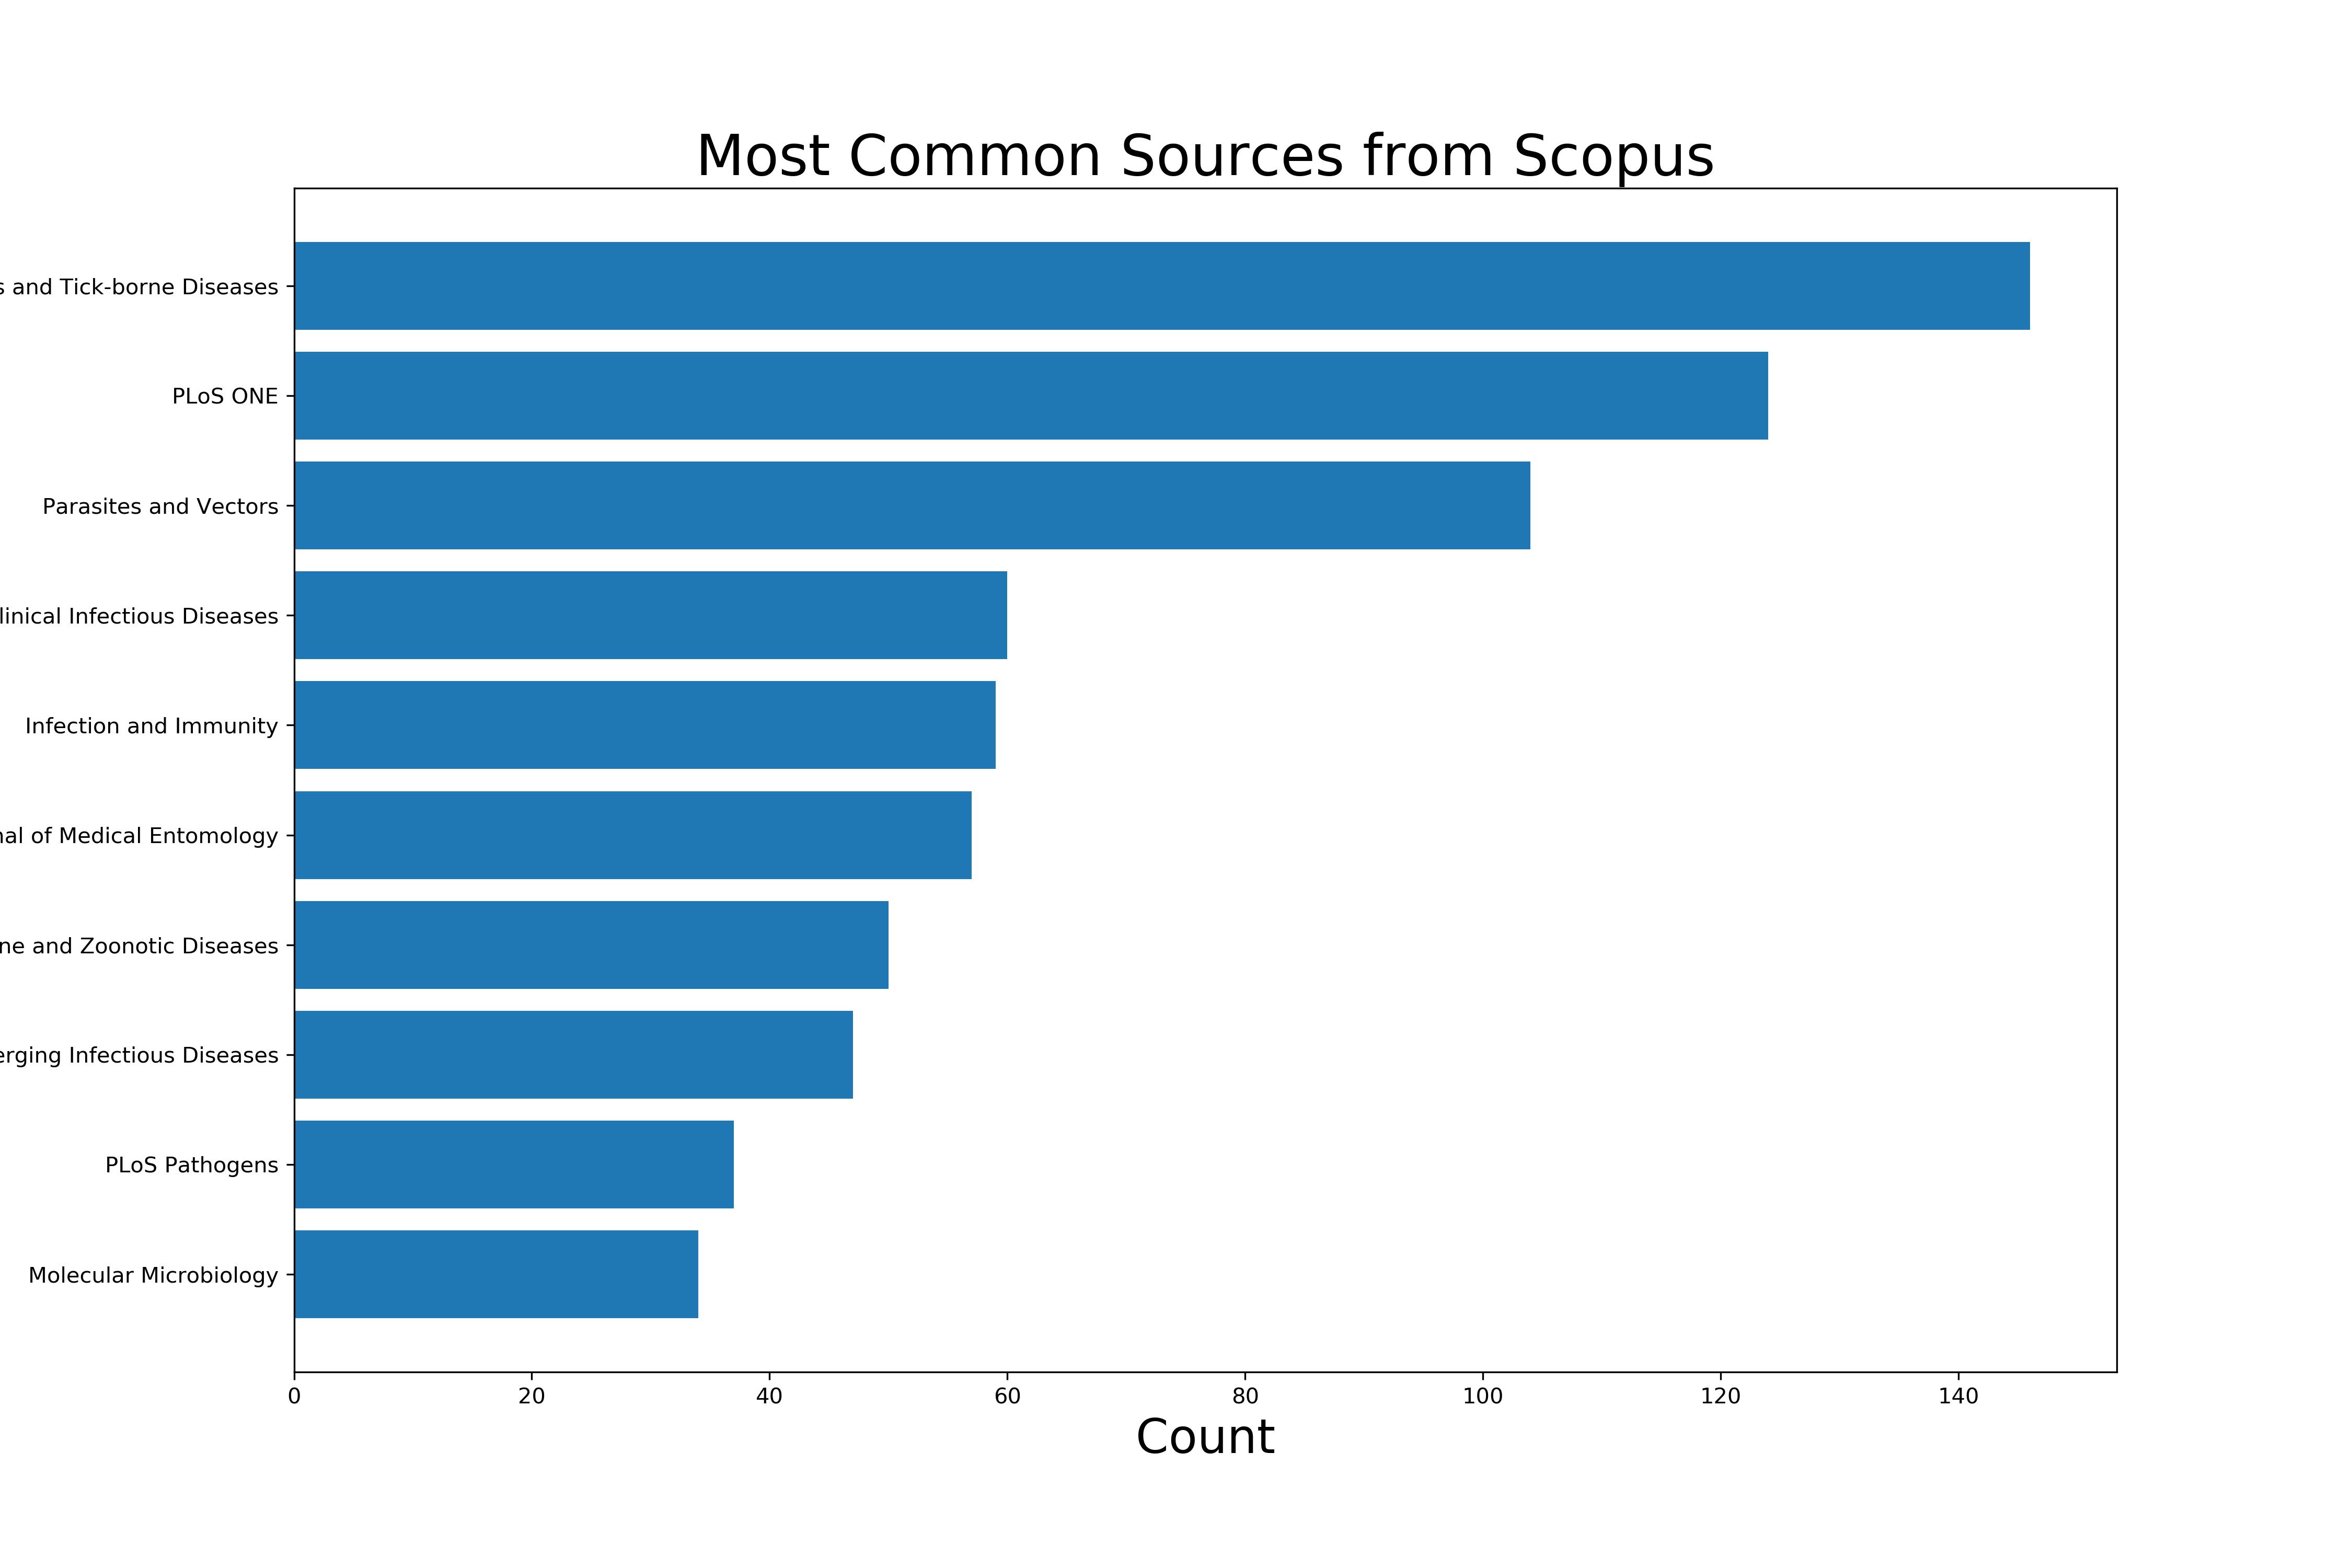 Most Common Sources from Scopus
s and Tick-borne Diseases
PLoS ONE
Parasites and Vectors
linical Infectious Diseases
Infection and Immunity
nal of Medical Entomology
ne and Zoonotic Diseases
erging Infectious Diseases
PLoS Pathogens
Molecular Microbiology
0 20 40 60 80 100 120 140
Count